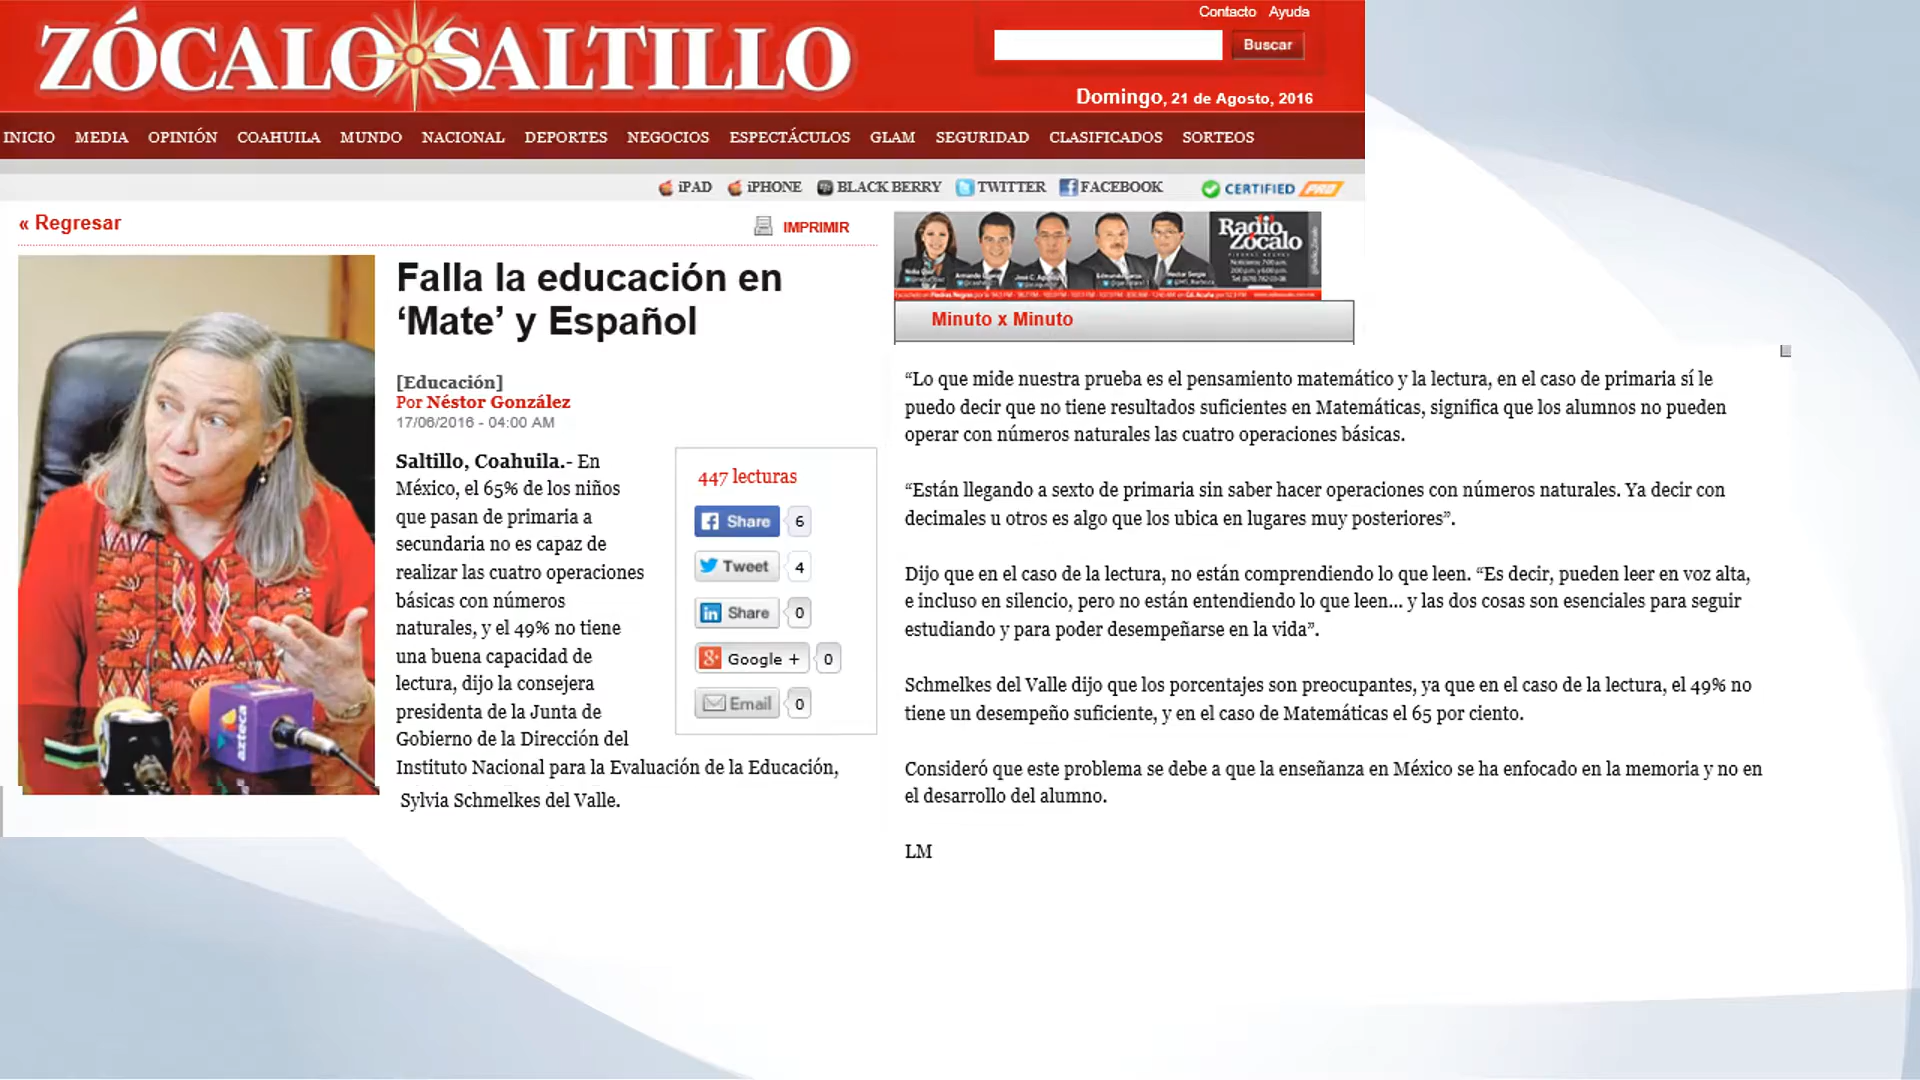 ZÓCALO SALTILLO
Contacto Ayuda
Buscar
Domingo, 21 de Agosto, 2016
INICIO MEDIA OPINIÓN COAHUILA MUNDO NACIONAL DEPORTES NEGOCIOS ESPECTÁCULOS GLAM SEGURIDAD CLASIFICADOS SORTEOS
iPAD iPHONE BLACK BERRY TWITTER FACEBOOK CERTIFIED PRO
« Regresar
IMPRIMIR
Radio
Zócalo
Minuto x Minuto
Falla la educación en
‘Mate’ y Español
[Educación]
Por Néstor González
17/06/2016 - 04:00 AM
Saltillo, Coahuila.- En
México, el 65% de los niños
que pasan de primaria a
secundaria no es capaz de
realizar las cuatro operaciones
básicas con números
naturales, y el 49% no tiene
una buena capacidad de
lectura, dijo la consejera
presidenta de la Junta de
Gobierno de la Dirección del
Instituto Nacional para la Evaluación de la Educación,
Sylvia Schmelkes del Valle.
447 lecturas
Share 6
Tweet 4
Share 0
Google + 0
Email 0
azteca
“Lo que mide nuestra prueba es el pensamiento matemático y la lectura, en el caso de primaria sí le
puedo decir que no tiene resultados suficientes en Matemáticas, significa que los alumnos no pueden
operar con números naturales las cuatro operaciones básicas.
“Están llegando a sexto de primaria sin saber hacer operaciones con números naturales. Ya decir con
decimales u otros es algo que los ubica en lugares muy posteriores”.
Dijo que en el caso de la lectura, no están comprendiendo lo que leen. “Es decir, pueden leer en voz alta,
e incluso en silencio, pero no están entendiendo lo que leen... y las dos cosas son esenciales para seguir
estudiando y para poder desempeñarse en la vida”.
Schmelkes del Valle dijo que los porcentajes son preocupantes, ya que en el caso de la lectura, el 49% no
tiene un desempeño suficiente, y en el caso de Matemáticas el 65 por ciento.
Consideró que este problema se debe a que la enseñanza en México se ha enfocado en la memoria y no en
el desarrollo del alumno.
LM